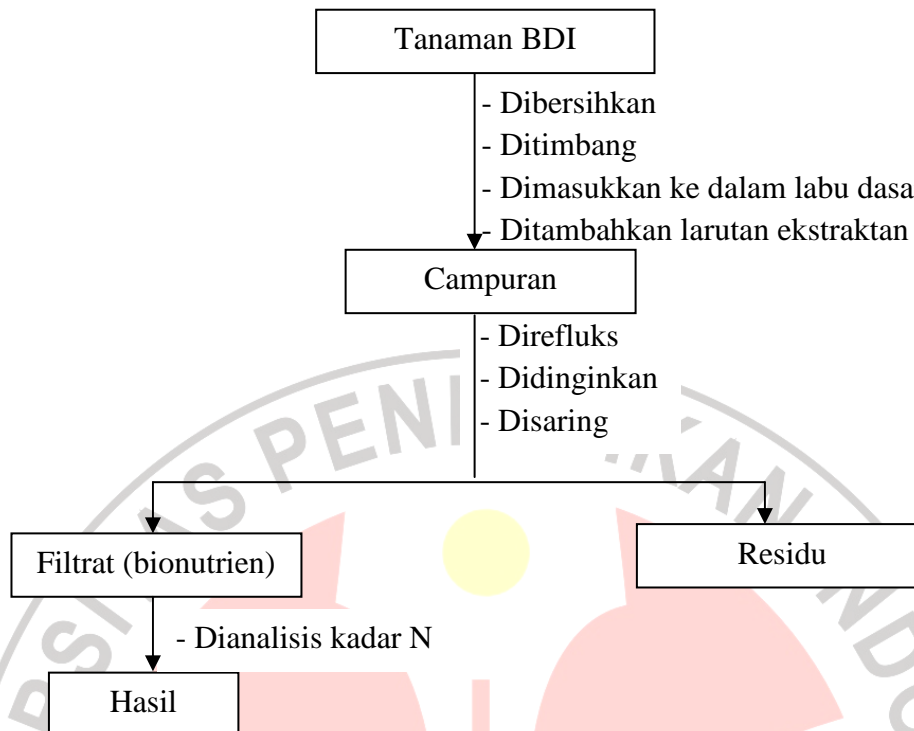 Tanaman BDI
- Dibersihkan
- Ditimbang
- Dimasukkan ke dalam labu dasa
- Ditambahkan larutan ekstraktan
Campuran
- Direfluks
- Didinginkan
- Disaring
Filtrat (bionutrien)
Residu
- Dianalisis kadar N
Hasil